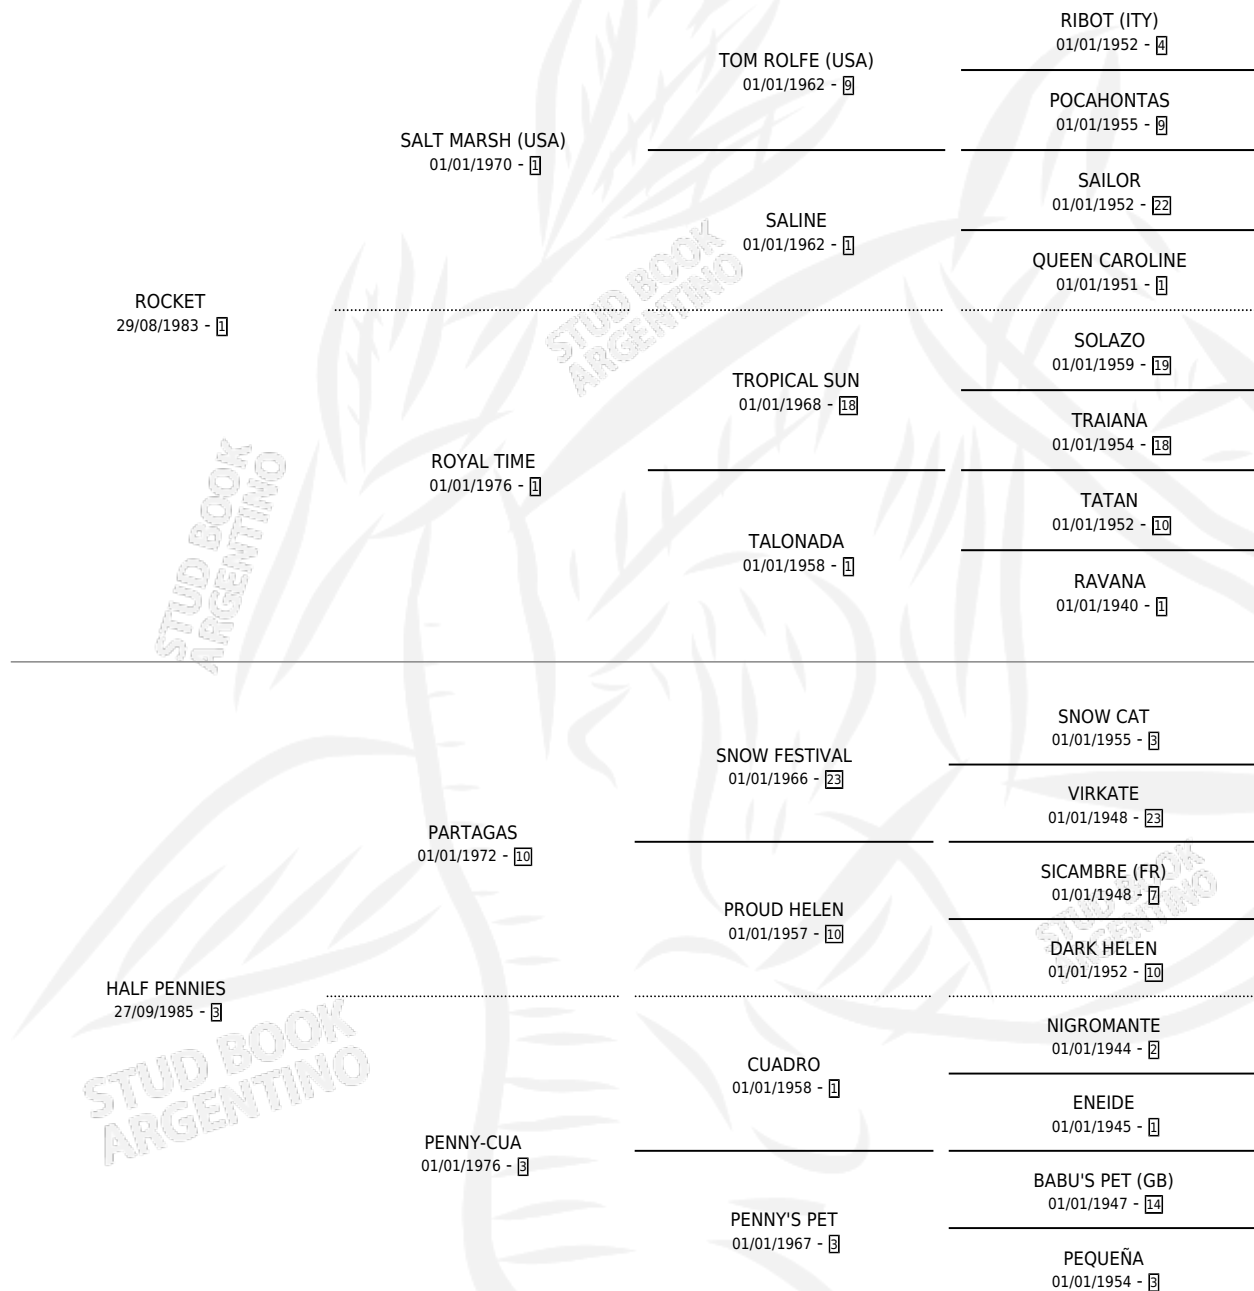 RIBOT (ITY)
01/01/1952 - 4
TOM ROLFE (USA)
01/01/1962 - 9
POCAHONTAS
01/01/1955 - 9
SALT MARSH (USA)
01/01/1970 - 1
SAILOR
01/01/1952 - 22
SALINE
01/01/1962 - 1
QUEEN CAROLINE
01/01/1951 - 1
ROCKET
29/08/1983 - 1
SOLAZO
01/01/1959 - 19
TROPICAL SUN
01/01/1968 - 18
TRAIANA
01/01/1954 - 18
ROYAL TIME
01/01/1976 - 1
TATAN
01/01/1952 - 10
TALONADA
01/01/1958 - 1
RAVANA
01/01/1940 - 1
SNOW CAT
01/01/1955 - 3
SNOW FESTIVAL
01/01/1966 - 23
VIRKATE
01/01/1948 - 23
PARTAGAS
01/01/1972 - 10
SICAMBRE (FR)
01/01/1948 - 7
PROUD HELEN
01/01/1957 - 10
DARK HELEN
01/01/1952 - 10
HALF PENNIES
27/09/1985 - 3
NIGROMANTE
01/01/1944 - 2
CUADRO
01/01/1958 - 1
ENEIDE
01/01/1945 - 1
PENNY-CUA
01/01/1976 - 3
BABU'S PET (GB)
01/01/1947 - 14
PENNY'S PET
01/01/1967 - 3
PEQUEÑA
01/01/1954 - 3
STUD BOOK
ARGENTINO
STUD BOOK
ARGENTINO
STUD BOOK
ARGENTINO
STUD BOOK
ARGENTINO